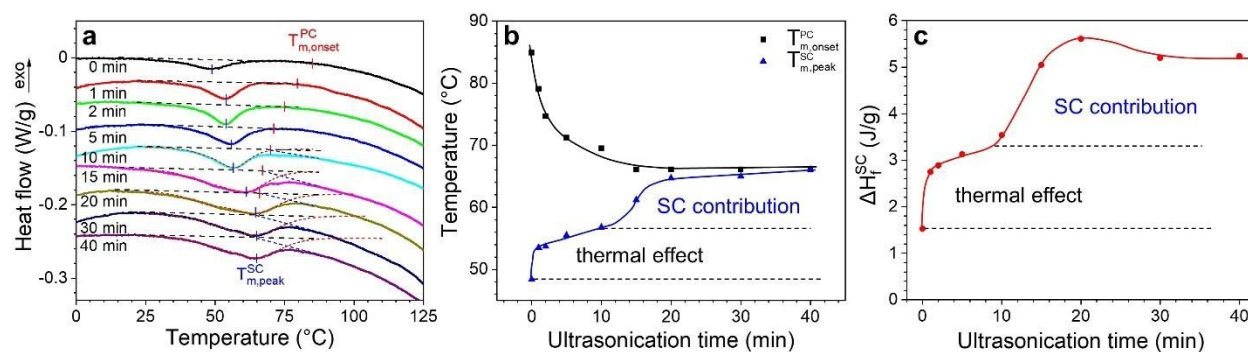 a
T^PC_m,onset
exo
0
-0.1
-0.2
-0.3
Heat flow (W/g)
0 min
1 min
2 min
5 min
10 min
15 min
20 min
30 min
40 min
T^SC_m,peak
0 25 50 75 100 125
Temperature (°C)
b
T^PC_m,onset
T^SC_m,peak
90
80
70
60
50
Temperature (°C)
SC contribution
thermal effect
0 10 20 30 40
Ultrasonication time (min)
c
6
5
4
3
2
1
0
ΔH_f^SC (J/g)
SC contribution
thermal effect
0 10 20 30 40
Ultrasonication time (min)